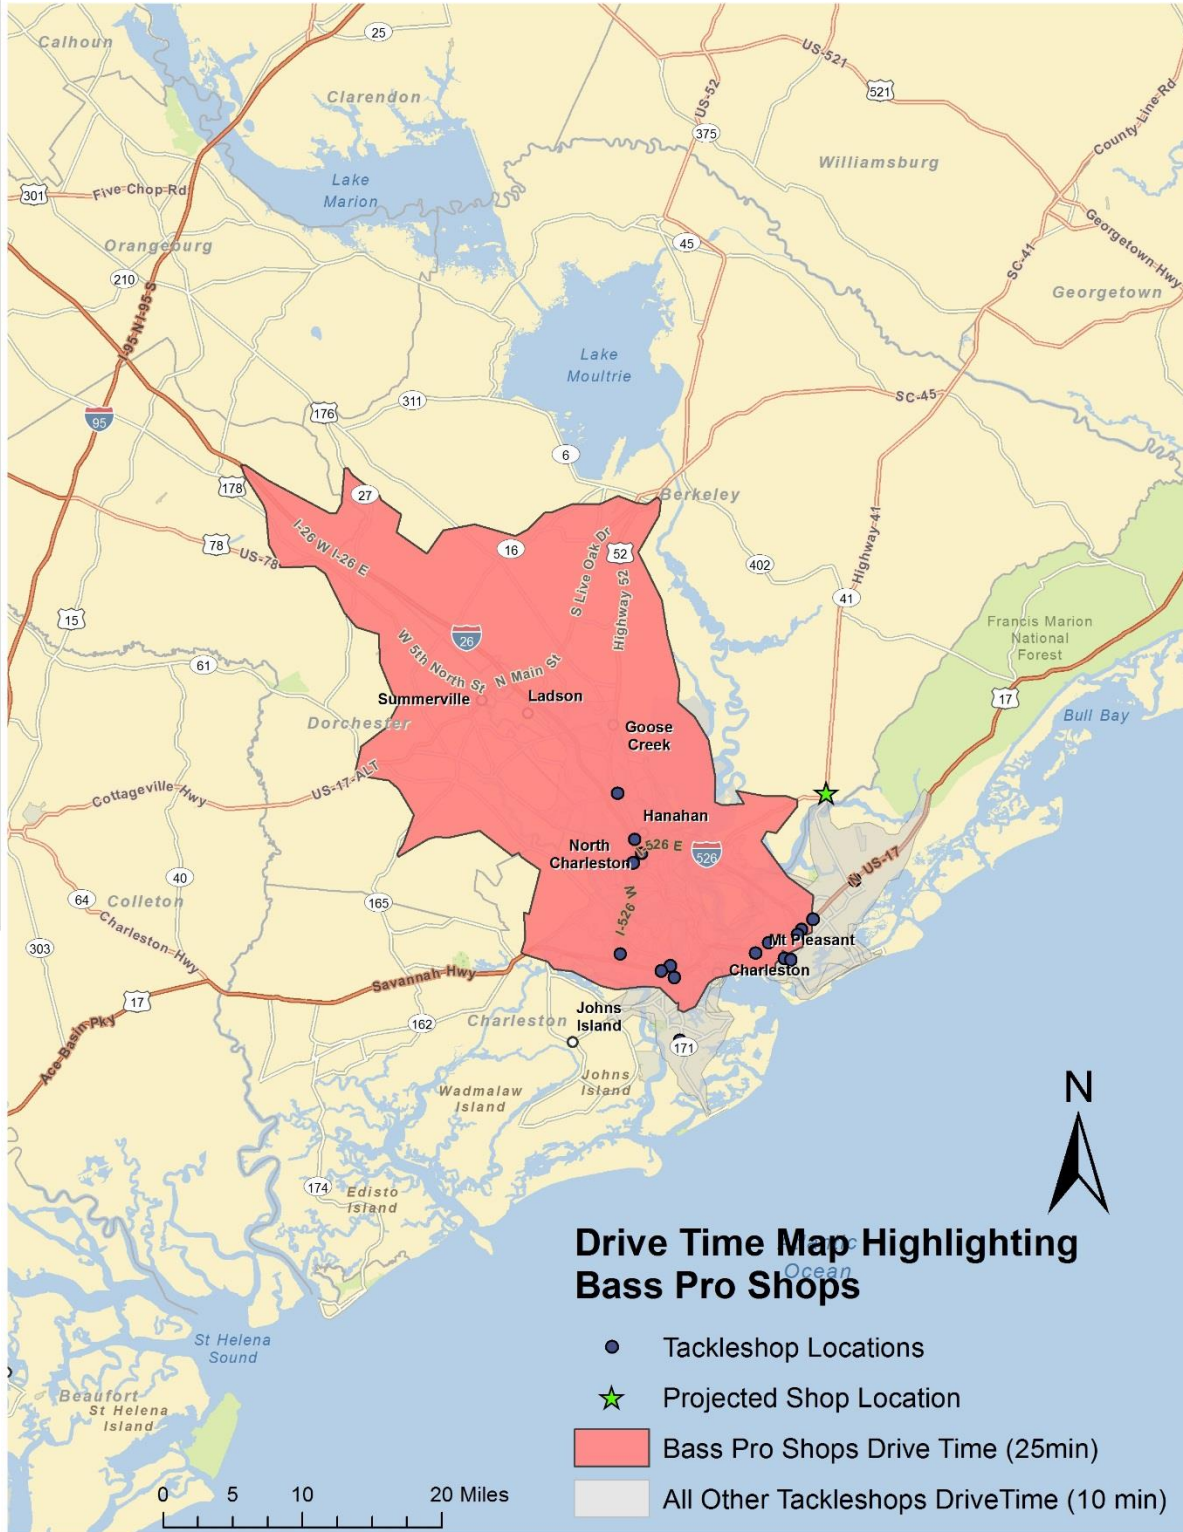 Calhoun
25
Clarendon
US-521
521
US-52
375
County Line Rd
Williamsburg
Lake
Marion
301
Five Chop Rd
Orangeburg
210
45
Georgetown Hwy
SC-41
Georgetown
I-95 N I-95 S
Lake
Moultrie
95
176
311
SC-45
6
178
27
Berkeley
I-26 W I-26 E
78
US-78
16
S Live Oak Dr
52
Highway 52
402
Highway 41
41
15
26
61
W 5th North St
N Main St
Francis Marion
National
Forest
17
Bull Bay
Summerville
Ladson
Dorchester
Goose
Creek
US-17-ALT
Cottageville Hwy
Hanahan
North
Charleston
I-526 E
526
N US-17
40
64
Colleton
165
I-526 W
Charleston Hwy
303
Mt Pleasant
Charleston
Savannah Hwy
17
Ace Basin Pky
162
Charleston
Johns
Island
171
Johns
Island
Wadmalaw
Island
N
174
Edisto
Island
Drive Time Map Highlighting
Bass Pro Shops
Ocean
Tackleshop Locations
Projected Shop Location
Bass Pro Shops Drive Time (25min)
All Other Tackleshops DriveTime (10 min)
St Helena
Sound
Beaufort
St Helena
Island
0 5 10 20 Miles